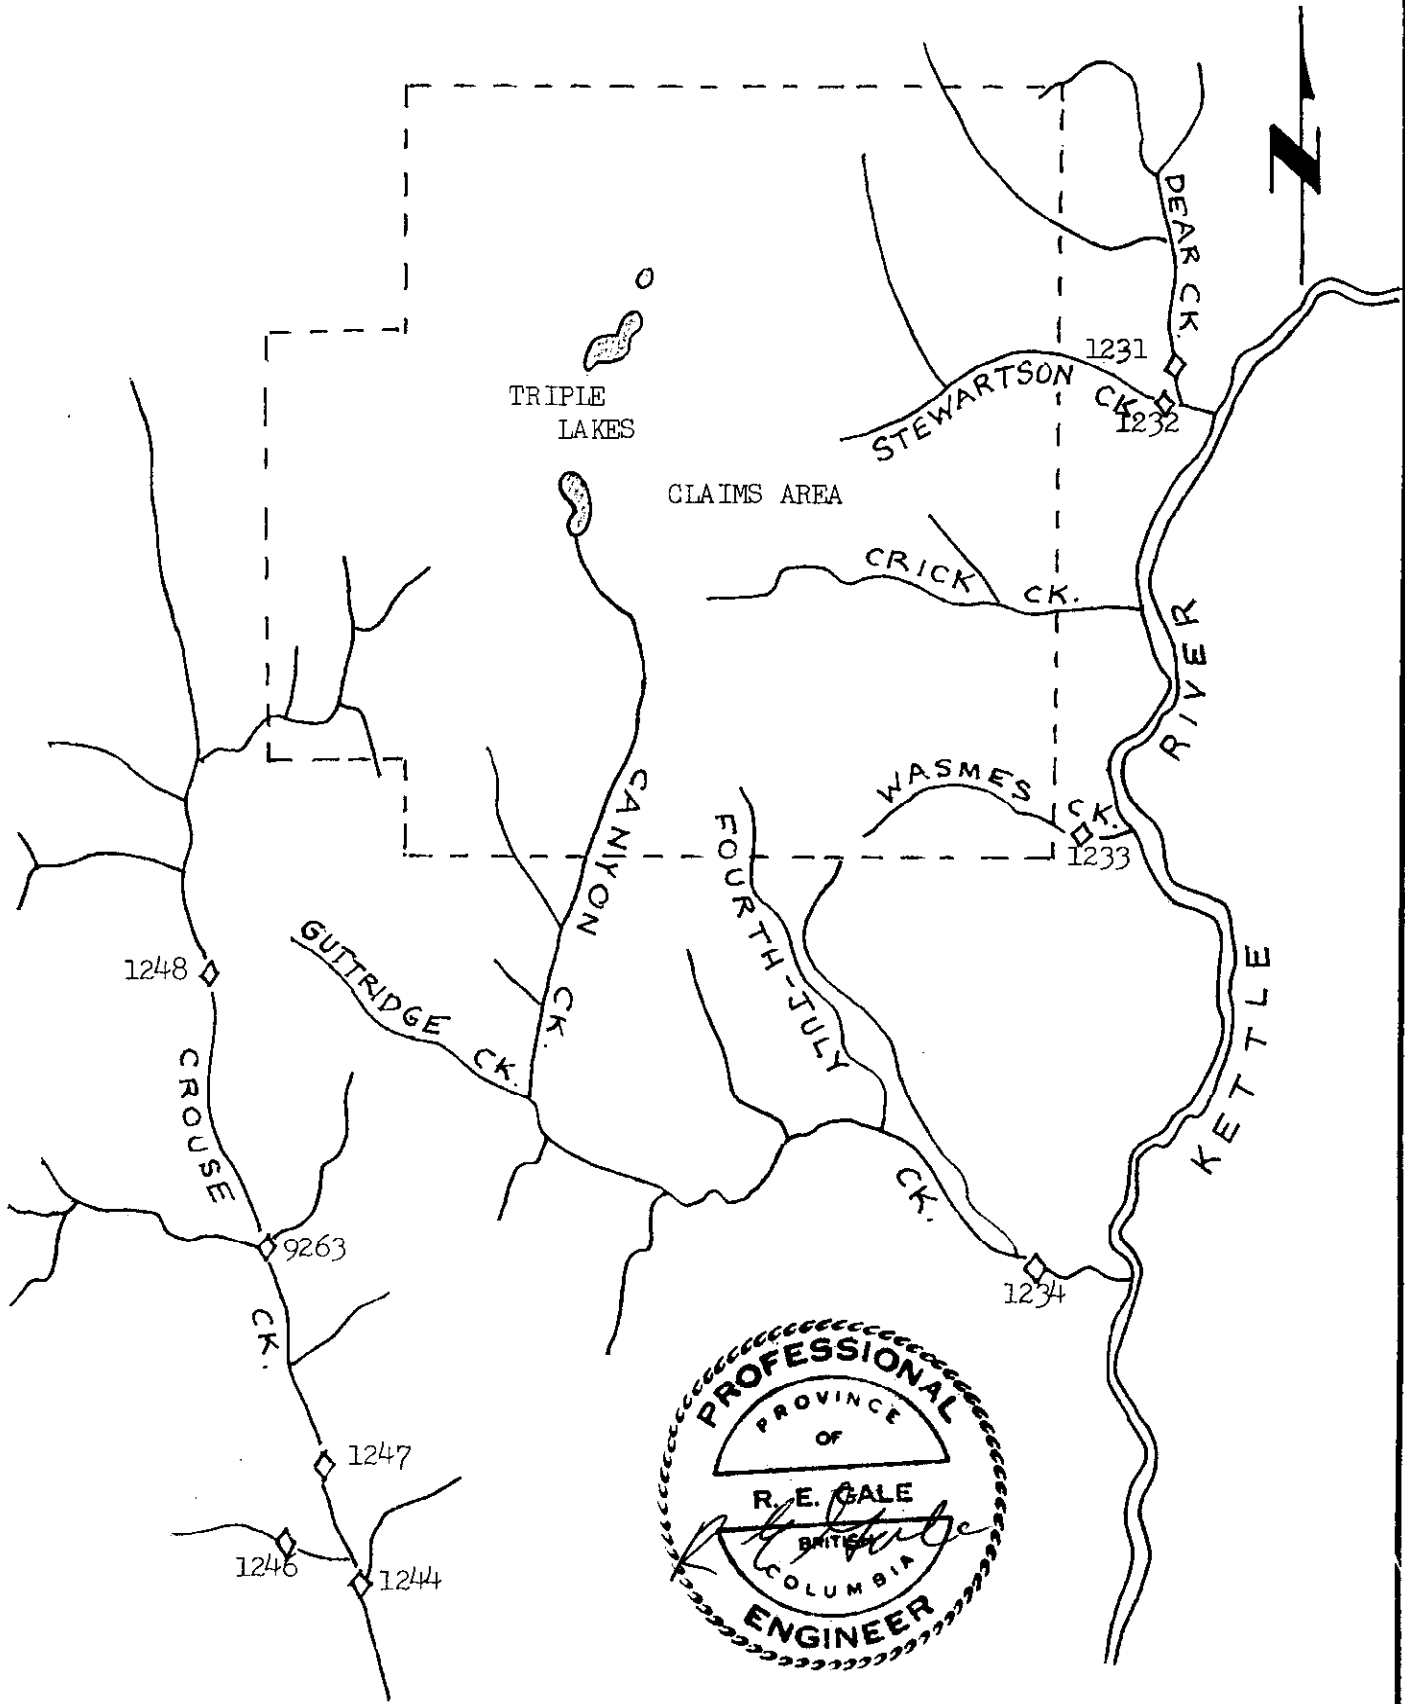 N
DEAR CK.
1231
STEWARTSON CK.
1232
TRIPLE
LAKES
CLAIMS AREA
CRICK CK.
RIVER
WASMES CK.
1233
CANYON CK.
FOURTH-JULY CK.
GUTTRIDGE CK.
1248
KETTLE
CROUSE CK.
9263
1234
1247
1246
1244
PROFESSIONAL
PROVINCE
OF
R. E. GALE
BRITISH
COLUMBIA
ENGINEER
R E Gale